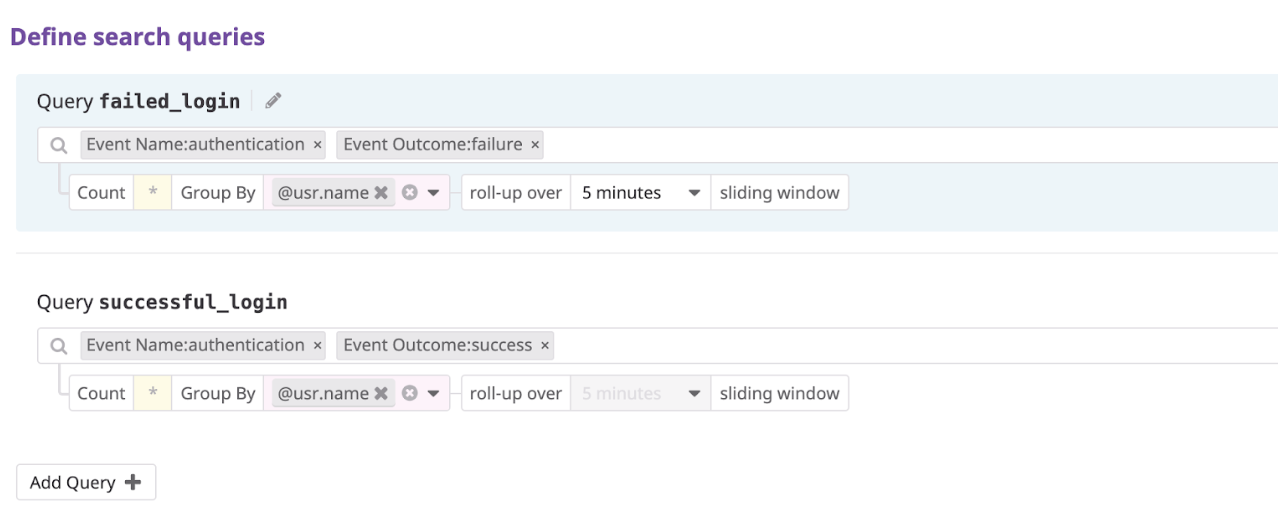 Define search queries
Query failed_login
Event Name:authentication × Event Outcome:failure ×
Count * Group By @usr.name roll-up over 5 minutes sliding window
Query successful_login
Event Name:authentication × Event Outcome:success ×
Count * Group By @usr.name roll-up over 5 minutes sliding window
Add Query +